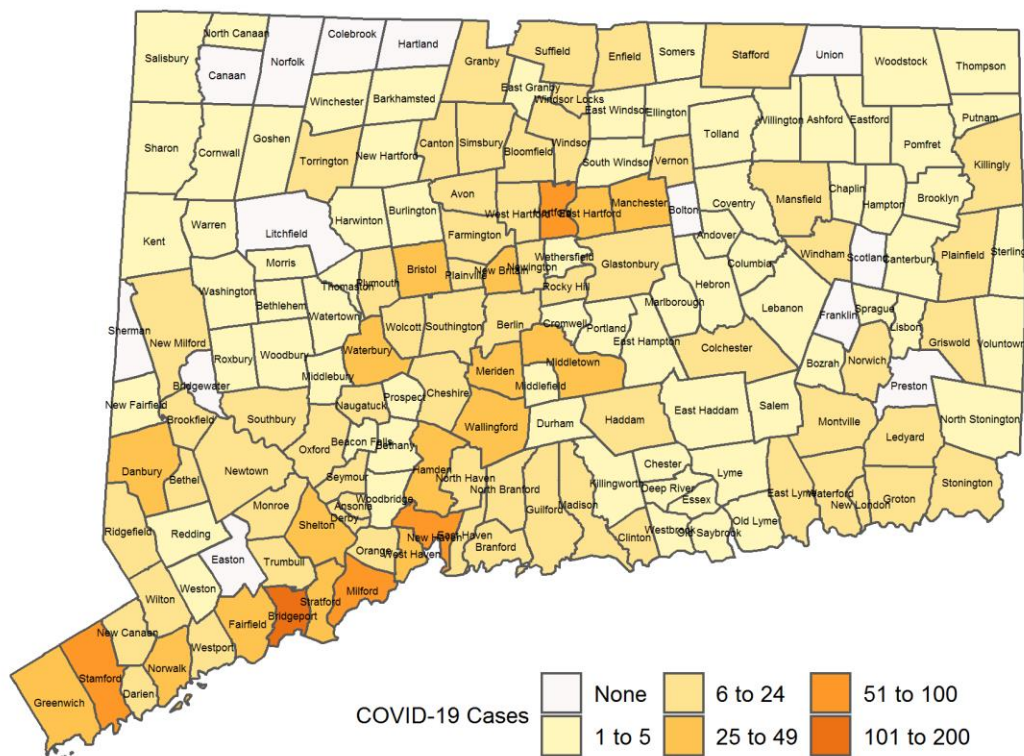 North Canaan
Colebrook
Hartland
Salisbury
Canaan
Norfolk
Suffield
Granby
Enfield
Somers
Stafford
Union
Woodstock
Thompson
East Granby
Windsor Locks
Winchester
Barkhamsted
East Windsor
Ellington
Willington
Ashford
Eastford
Putnam
Sharon
Cornwall
Goshen
Torrington
New Hartford
Canton
Simsbury
Bloomfield
Windsor
South Windsor
Vernon
Tolland
Pomfret
Killingly
Kent
Warren
Litchfield
Harwinton
Burlington
Avon
West Hartford
Hartford
East Hartford
Manchester
Bolton
Coventry
Mansfield
Chaplin
Hampton
Brooklyn
Farmington
Andover
Morris
Bristol
Plainville
New Britain
Newington
Wethersfield
Glastonbury
Columbia
Windham
Scotland
Canterbury
Plainfield
Sterling
Washington
Bethlehem
Thomaston
Plymouth
Watertown
Rocky Hill
Hebron
Marlborough
Lebanon
Franklin
Sprague
Lisbon
Griswold
Voluntown
Sherman
New Milford
Roxbury
Woodbury
Wolcott
Southington
Berlin
Cromwell
Portland
East Hampton
Colchester
Bozrah
Norwich
Preston
Bridgewater
Waterbury
Middlebury
Meriden
Middletown
Middlefield
New Fairfield
Brookfield
Southbury
Naugatuck
Prospect
Cheshire
Wallingford
Durham
Haddam
East Haddam
Salem
Montville
North Stonington
Danbury
Bethel
Newtown
Oxford
Beacon Falls
Bethany
Hamden
North Haven
Ledyard
Seymour
Woodbridge
North Branford
Guilford
Madison
Killingworth
Chester
Deep River
Essex
Lyme
East Lyme
Waterford
New London
Groton
Stonington
Ridgefield
Redding
Monroe
Shelton
Ansonia
Derby
Orange
New Haven
East Haven
West Haven
Branford
Clinton
Westbrook
Old Saybrook
Old Lyme
Easton
Trumbull
Wilton
Weston
Milford
Stratford
Bridgeport
Fairfield
New Canaan
Westport
Norwalk
Greenwich
Stamford
Darien
COVID-19 Cases
None
1 to 5
6 to 24
25 to 49
51 to 100
101 to 200